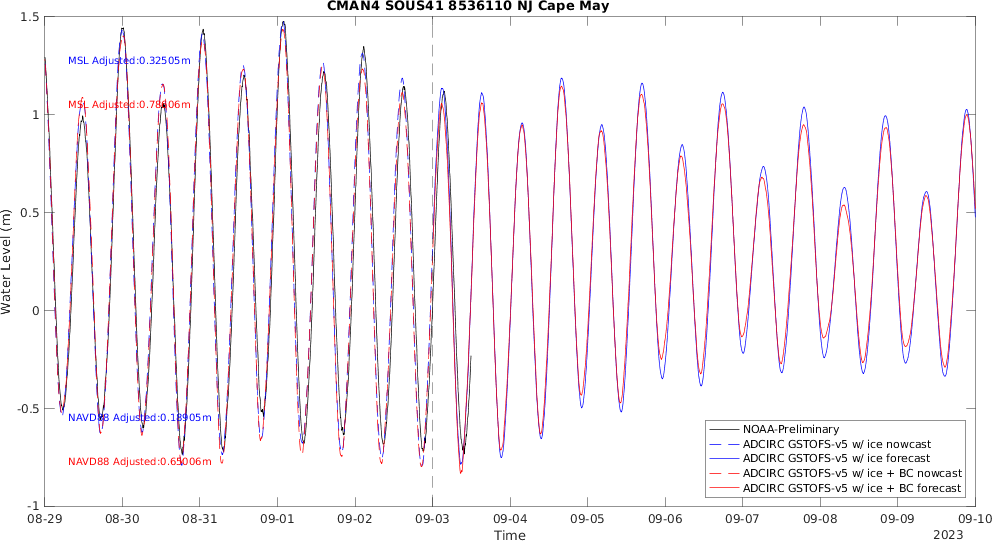 CMAN4 SOUS41 8536110 NJ Cape May
1.5
1
0.5
0
-0.5
-1
Water Level (m)
MSL Adjusted:0.32505m
MSL Adjusted:0.78606m
NAVD88 Adjusted:0.18905m
NAVD88 Adjusted:0.65006m
NOAA-Preliminary
ADCIRC GSTOFS-v5 w/ ice nowcast
ADCIRC GSTOFS-v5 w/ ice forecast
ADCIRC GSTOFS-v5 w/ ice + BC nowcast
ADCIRC GSTOFS-v5 w/ ice + BC forecast
08-29 08-30 08-31 09-01 09-02 09-03 09-04 09-05 09-06 09-07 09-08 09-09 09-10
Time
2023